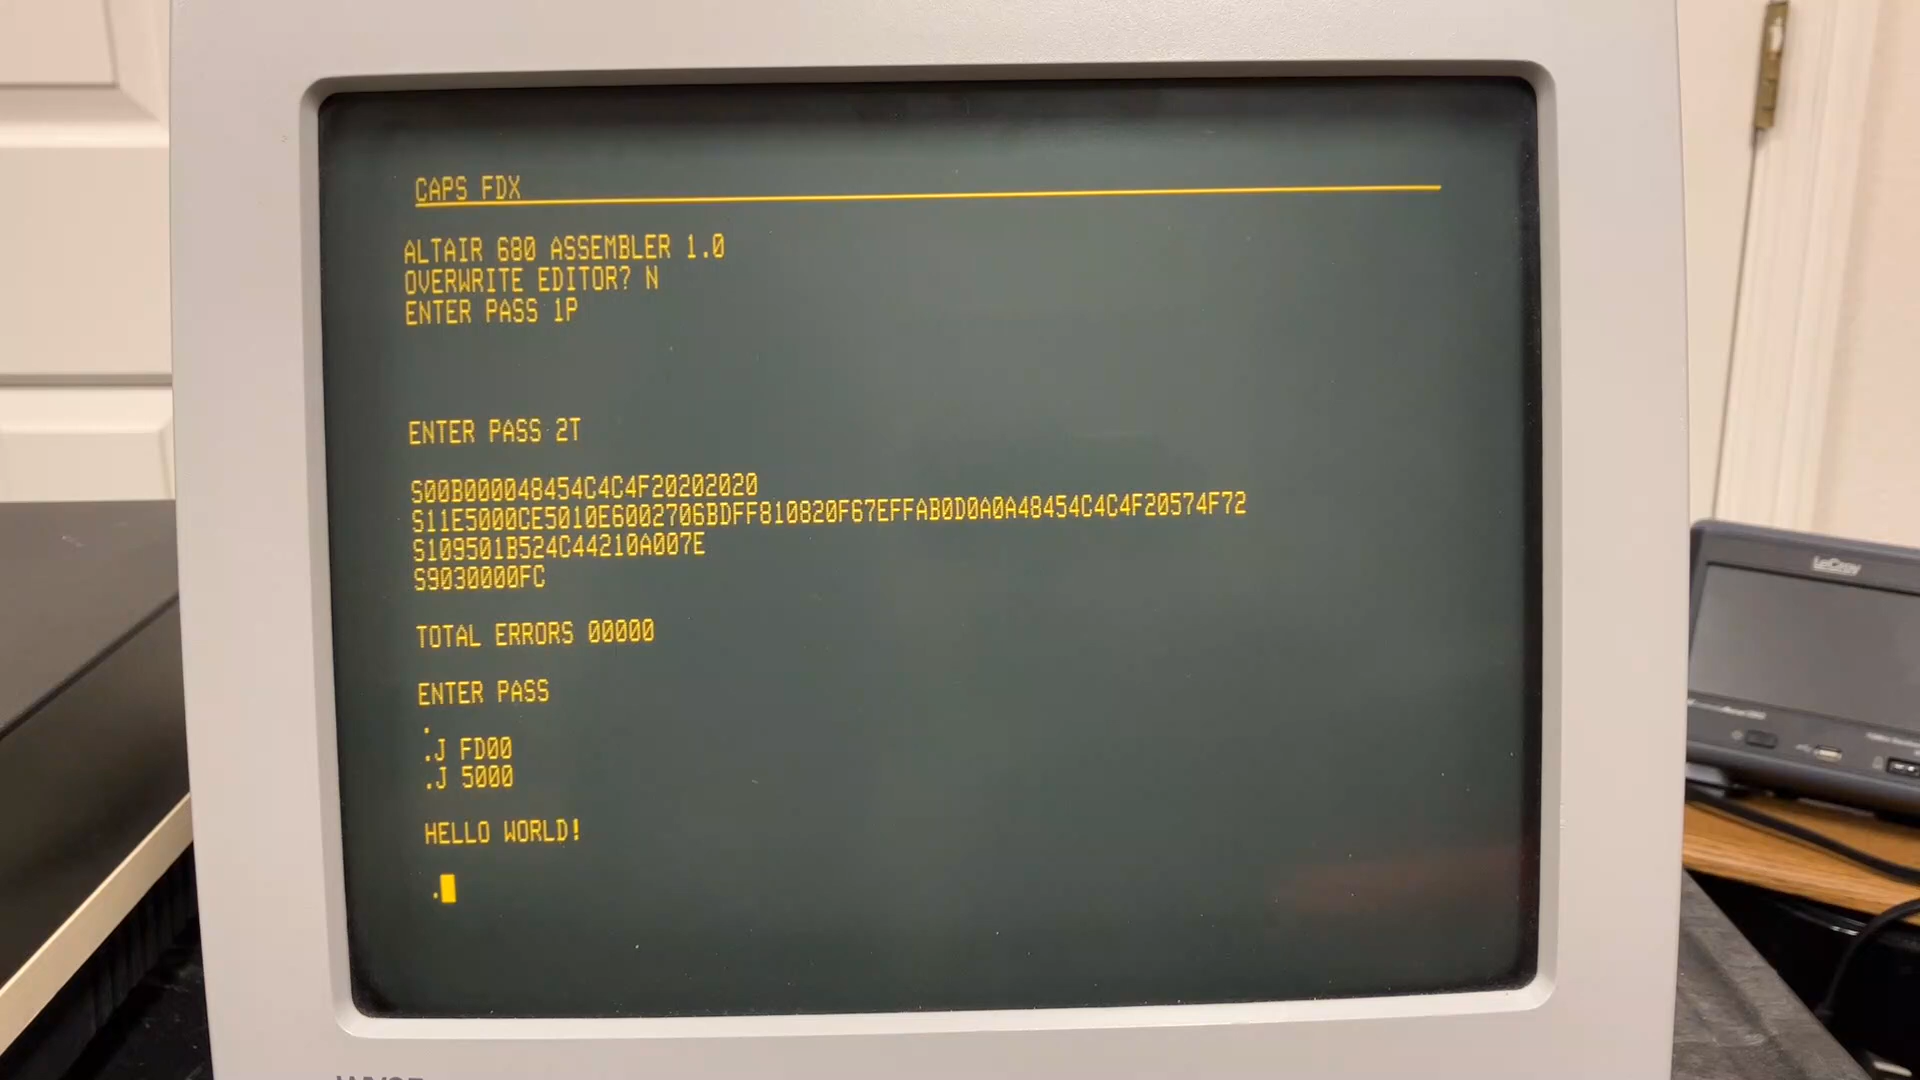 CAPS FDX
ALTAIR 680 ASSEMBLER 1.0
OVERWRITE EDITOR? N
ENTER PASS 1P
ENTER PASS 2T
S00B000048454C4C4F20202020
S11E5000CE5010E6002706BDFF810820F67EFFAB0D0A0A48454C4C4F20574F72
S109501B524C44210A007E
S9030000FC
TOTAL ERRORS 00000
ENTER PASS
.
.J FD00
.J 5000
HELLO WORLD!
.
LeCroy